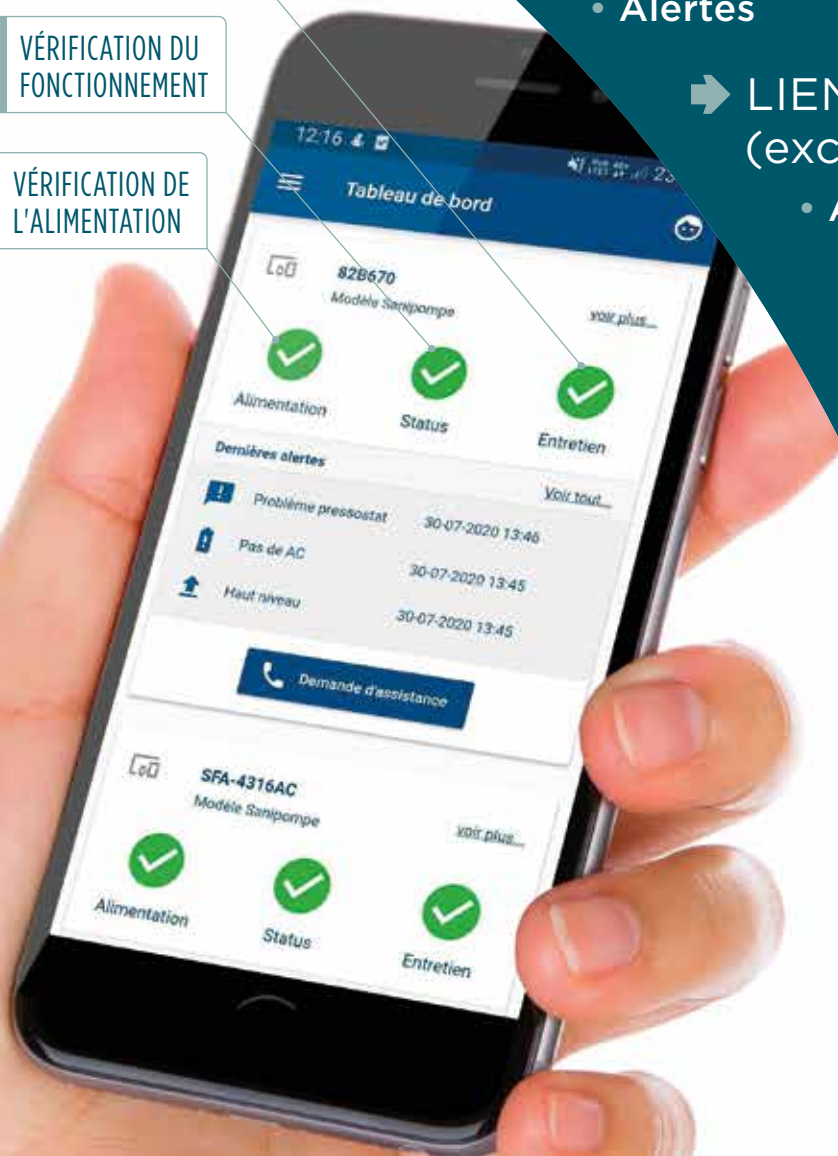 • Alertes
VÉRIFICATION DU
FONCTIONNEMENT
LIEN
(exc
• A
VÉRIFICATION DE
L'ALIMENTATION
12:16
Tableau de bord
82B670
Modèle Sanipompe
voir plus...
Alimentation
Status
Entretien
Dernières alertes
Voir tout...
Problème pressostat 30-07-2020 13:46
Pas de AC 30-07-2020 13:45
Haut niveau 30-07-2020 13:45
Demande d'assistance
SFA-4316AC
Modèle Sanipompe
voir plus...
Alimentation
Status
Entretien